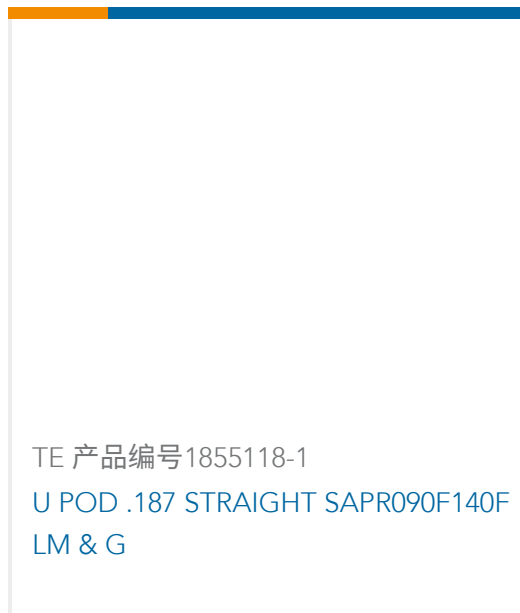 TE 产品编号1855118-1
U POD .187 STRAIGHT SAPR090F140F
LM & G